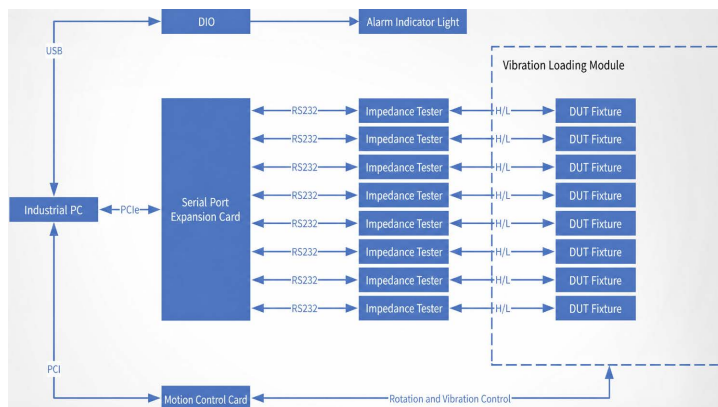 DIO
Alarm Indicator Light
USB
Vibration Loading Module
RS232
Impedance Tester
H/L
DUT Fixture
RS232
Impedance Tester
H/L
DUT Fixture
RS232
Impedance Tester
H/L
DUT Fixture
Industrial PC
PCIe
Serial Port
Expansion Card
RS232
Impedance Tester
H/L
DUT Fixture
RS232
Impedance Tester
H/L
DUT Fixture
RS232
Impedance Tester
H/L
DUT Fixture
RS232
Impedance Tester
H/L
DUT Fixture
RS232
Impedance Tester
H/L
DUT Fixture
PCI
Motion Control Card
Rotation and Vibration Control